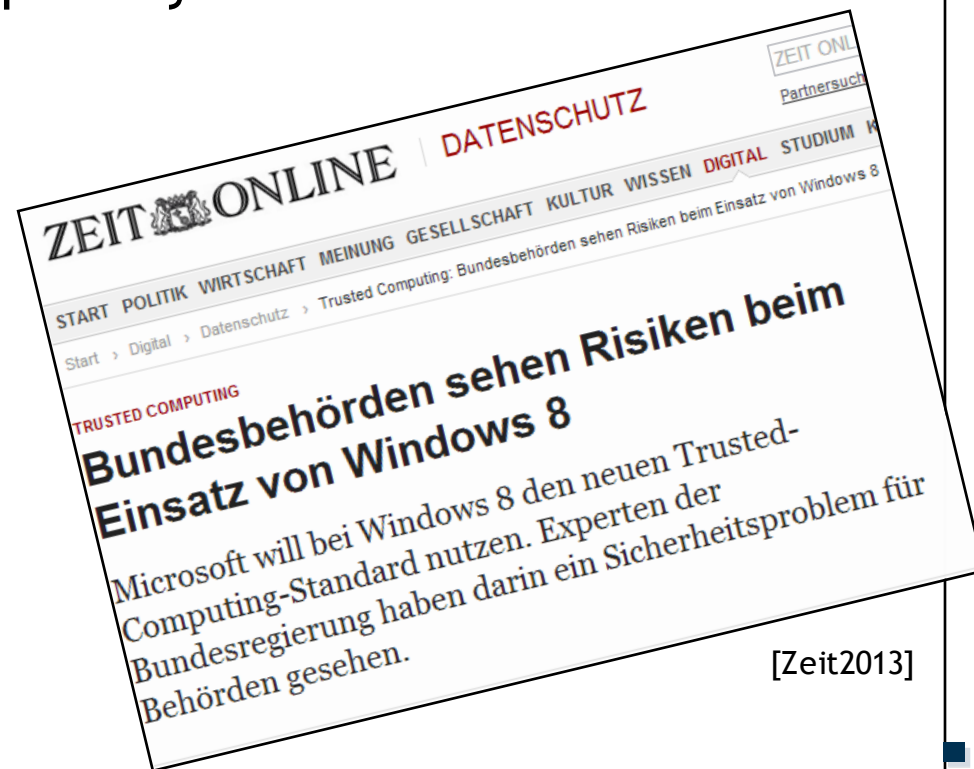 ZEIT ONLINE
DATENSCHUTZ
ZEIT ONL
Partnersuch
START POLITIK WIRTSCHAFT MEINUNG GESELLSCHAFT KULTUR WISSEN DIGITAL STUDIUM K
Start › Digital › Datenschutz › Trusted Computing: Bundesbehörden sehen Risiken beim Einsatz von Windows 8
TRUSTED COMPUTING
Bundesbehörden sehen Risiken beim
Einsatz von Windows 8
Microsoft will bei Windows 8 den neuen Trusted-
Computing-Standard nutzen. Experten der
Bundesregierung haben darin ein Sicherheitsproblem für
Behörden gesehen.
[Zeit2013]